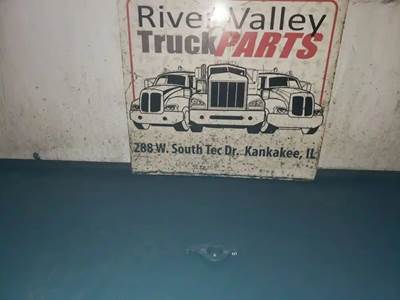 River Valley
TruckPARTS
288 W. South Tec Dr. Kankakee, IL